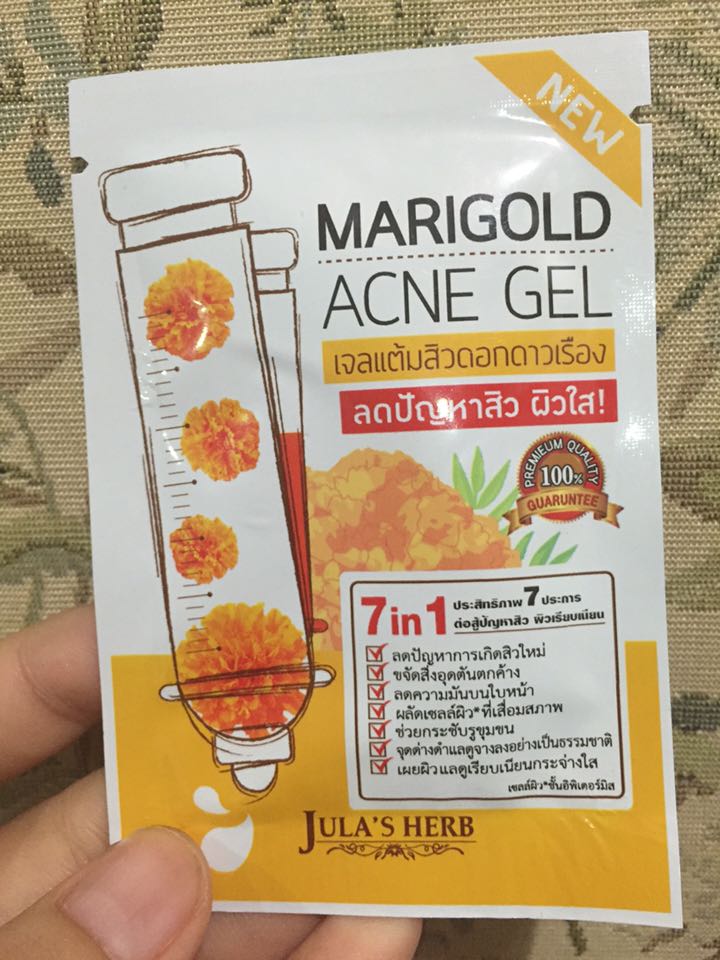 NEW
MARIGOLD
ACNE GEL
เจลแต้มสิวดอกดาวเรือง
ลดปัญหาสิว ผิวใส!
PREMIEUM QUALITY
100%
GUARUNTEE
7 in 1 ประสิทธิภาพ 7 ประการ
ต่อสู้ปัญหาสิว ผิวเรียบเนียน
ลดปัญหาการเกิดสิวใหม่
ขจัดสิ่งอุดตันตกค้าง
ลดความมันบนใบหน้า
ผลัดเซลล์ผิว*ที่เสื่อมสภาพ
ช่วยกระชับรูขุมขน
จุดด่างดำแลดูจางลงอย่างเป็นธรรมชาติ
เผยผิวแลดูเรียบเนียนกระจ่างใส
เซลล์ผิว*ชั้นอิพิเดอร์มิส
JULA'S HERB